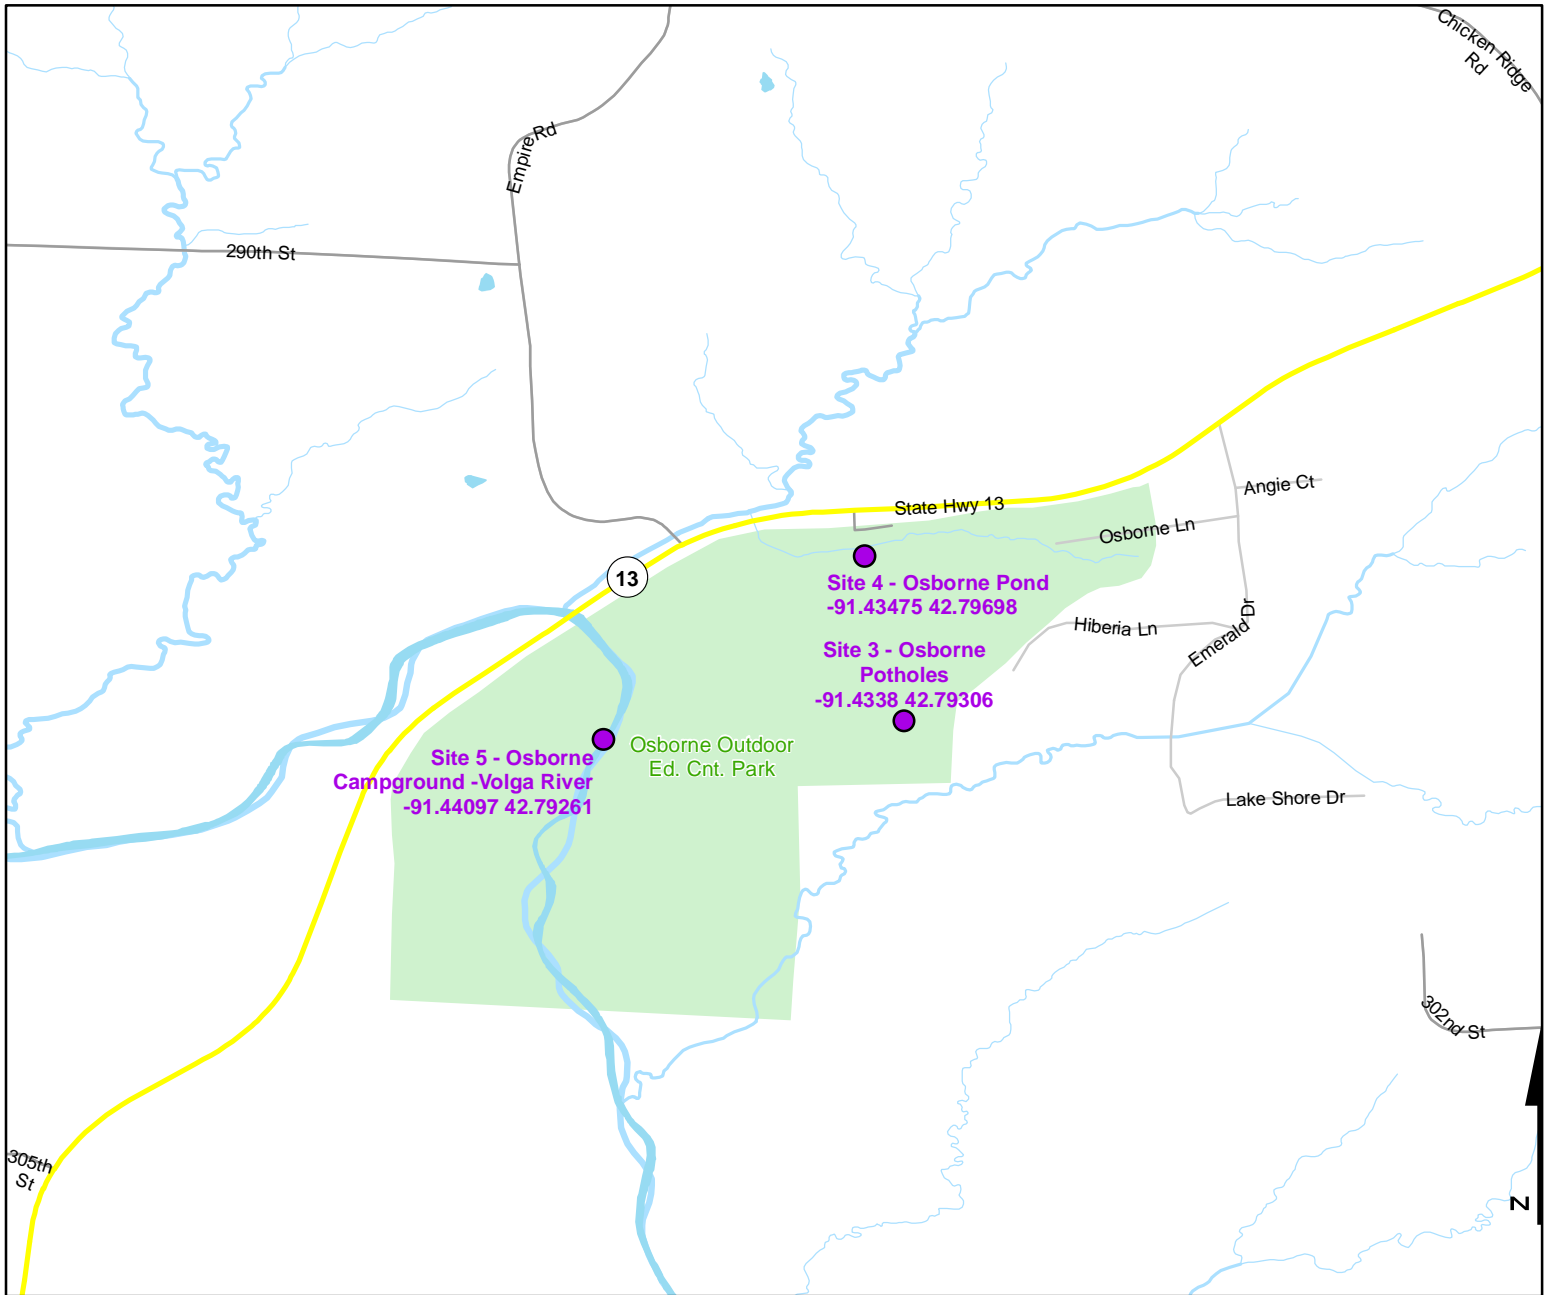 Chicken Ridge
Rd
Empire Rd
290th St
State Hwy 13
Angie Ct
Osborne Ln
13
Site 4 - Osborne Pond
-91.43475 42.79698
Hiberia Ln
Emerald Dr
Site 3 - Osborne
Potholes
-91.4338 42.79306
Osborne Outdoor
Ed. Cnt. Park
Site 5 - Osborne
Campground -Volga River
-91.44097 42.79261
Lake Shore Dr
302nd St
305th
St
N